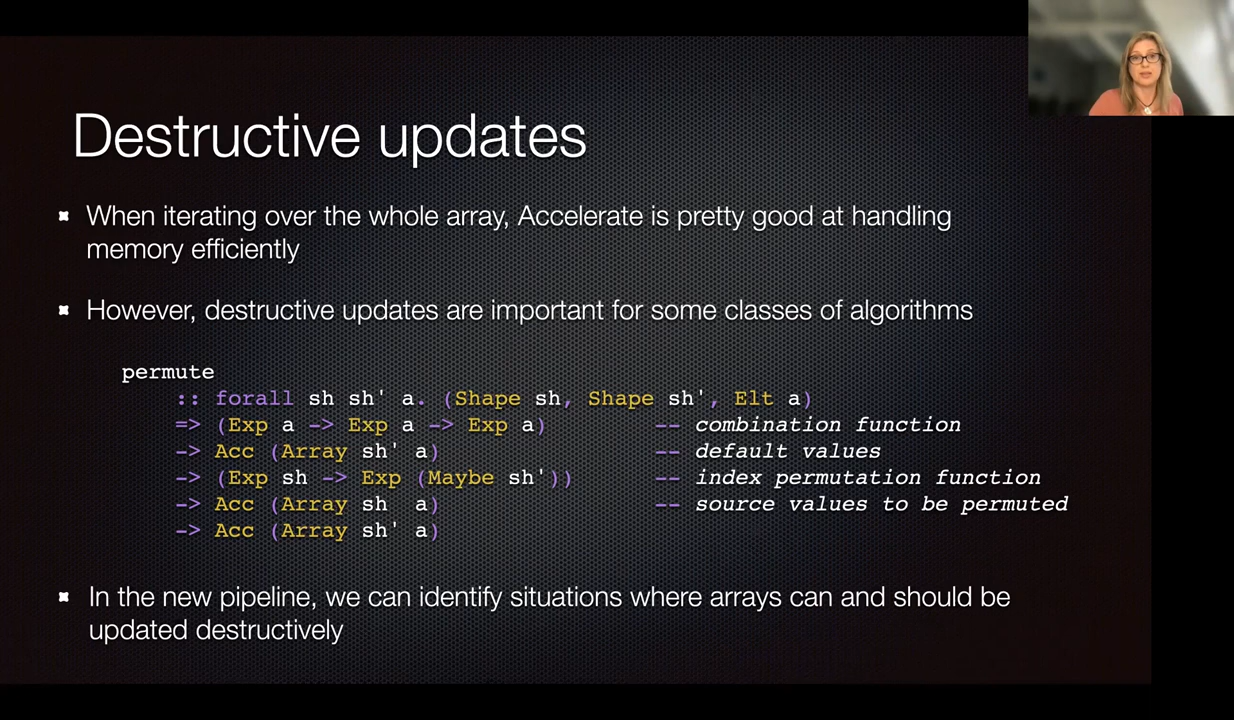 Destructive updates
When iterating over the whole array, Accelerate is pretty good at handling
memory efficiently
However, destructive updates are important for some classes of algorithms
permute
:: forall sh sh' a. (Shape sh, Shape sh', Elt a)
=> (Exp a -> Exp a -> Exp a) -- combination function
-> Acc (Array sh' a) -- default values
-> (Exp sh -> Exp (Maybe sh')) -- index permutation function
-> Acc (Array sh a) -- source values to be permuted
-> Acc (Array sh' a)
In the new pipeline, we can identify situations where arrays can and should be
updated destructively